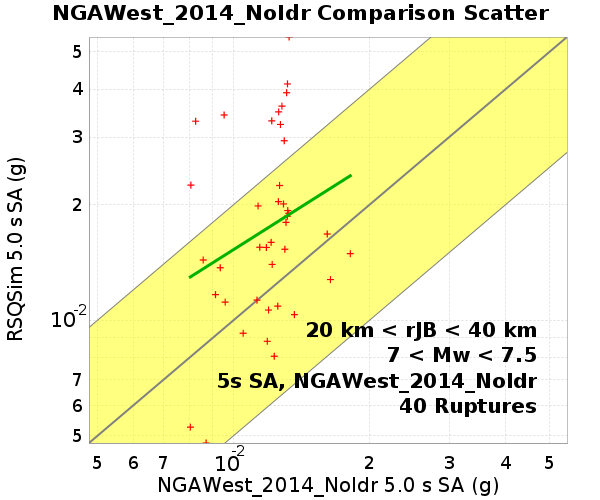 NGAWest_2014_NoIdr Comparison Scatter
RSQSim 5.0 s SA (g)
5
4
3
2
10-2
7
6
5
20 km < rJB < 40 km
7 < Mw < 7.5
5s SA, NGAWest_2014_NoIdr
40 Ruptures
5 6 7 10-2 2 3 4 5
NGAWest_2014_NoIdr 5.0 s SA (g)